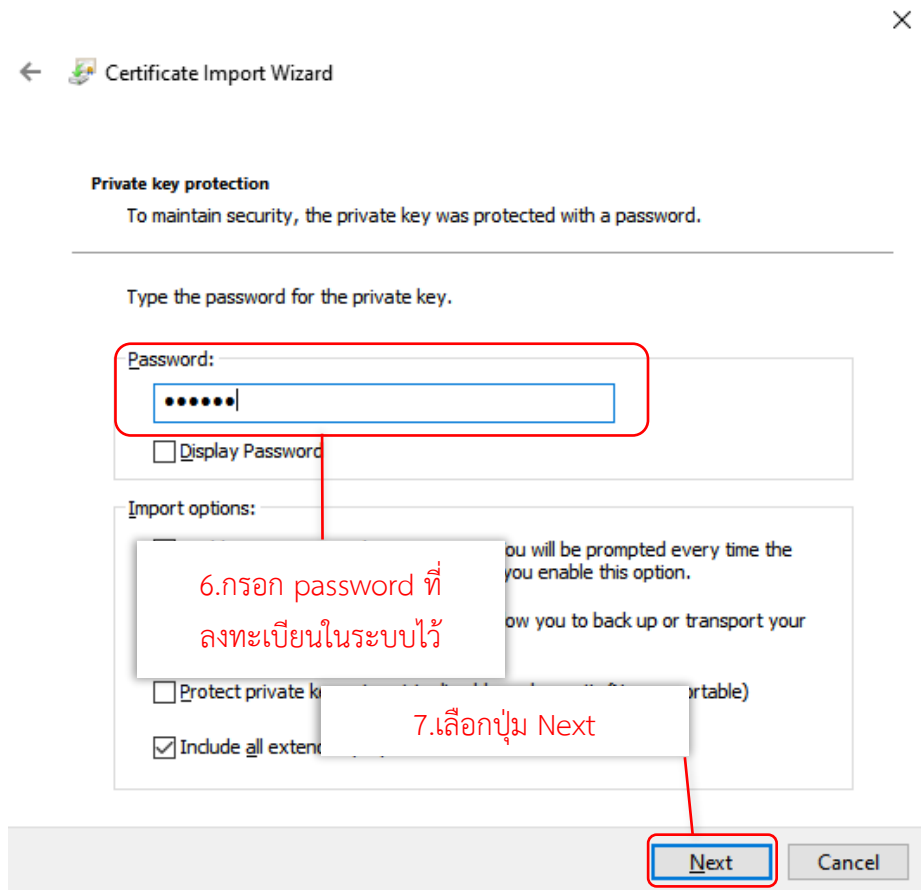 Certificate Import Wizard
Private key protection
To maintain security, the private key was protected with a password.
Type the password for the private key.
Password:
••••••
Display Password
Import options:
ou will be prompted every time the
you enable this option.
6.กรอก password ที่
ลงทะเบียนในระบบไว้
ow you to back up or transport your
Protect private
7.เลือกปุ่ม Next
Include all
Next
Cancel